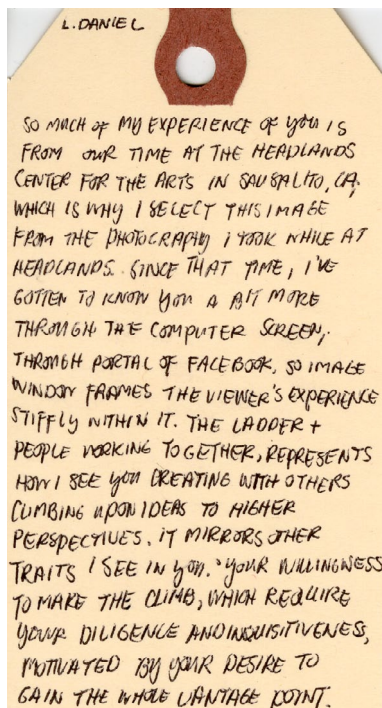 L. DANIEL
SO MUCH OF MY EXPERIENCE OF YOU IS
FROM OUR TIME AT THE HEADLANDS
CENTER FOR THE ARTS IN SAUSALITO, CA,
WHICH IS WHY I SELECT THIS IMAGE
FROM THE PHOTOGRAPHY I TOOK WHILE AT
HEADLANDS. SINCE THAT TIME, I'VE
GOTTEN TO KNOW YOU A BIT MORE
THROUGH THE COMPUTER SCREEN,
THROUGH PORTAL OF FACEBOOK, SO IMAGE
WINDOW FRAMES THE VIEWER'S EXPERIENCE
STIFFLY WITHIN IT. THE LADDER +
PEOPLE WORKING TOGETHER, REPRESENTS
HOW I SEE YOU CREATING WITH OTHERS
CLIMBING UPON IDEAS TO HIGHER
PERSPECTIVES. IT MIRRORS OTHER
TRAITS I SEE IN YOU. YOUR WILLINGNESS
TO MAKE THE CLIMB, WHICH REQUIRE
YOUR DILIGENCE AND INQUISITIVENESS,
MOTIVATED BY YOUR DESIRE TO
GAIN THE WHOLE VANTAGE POINT.